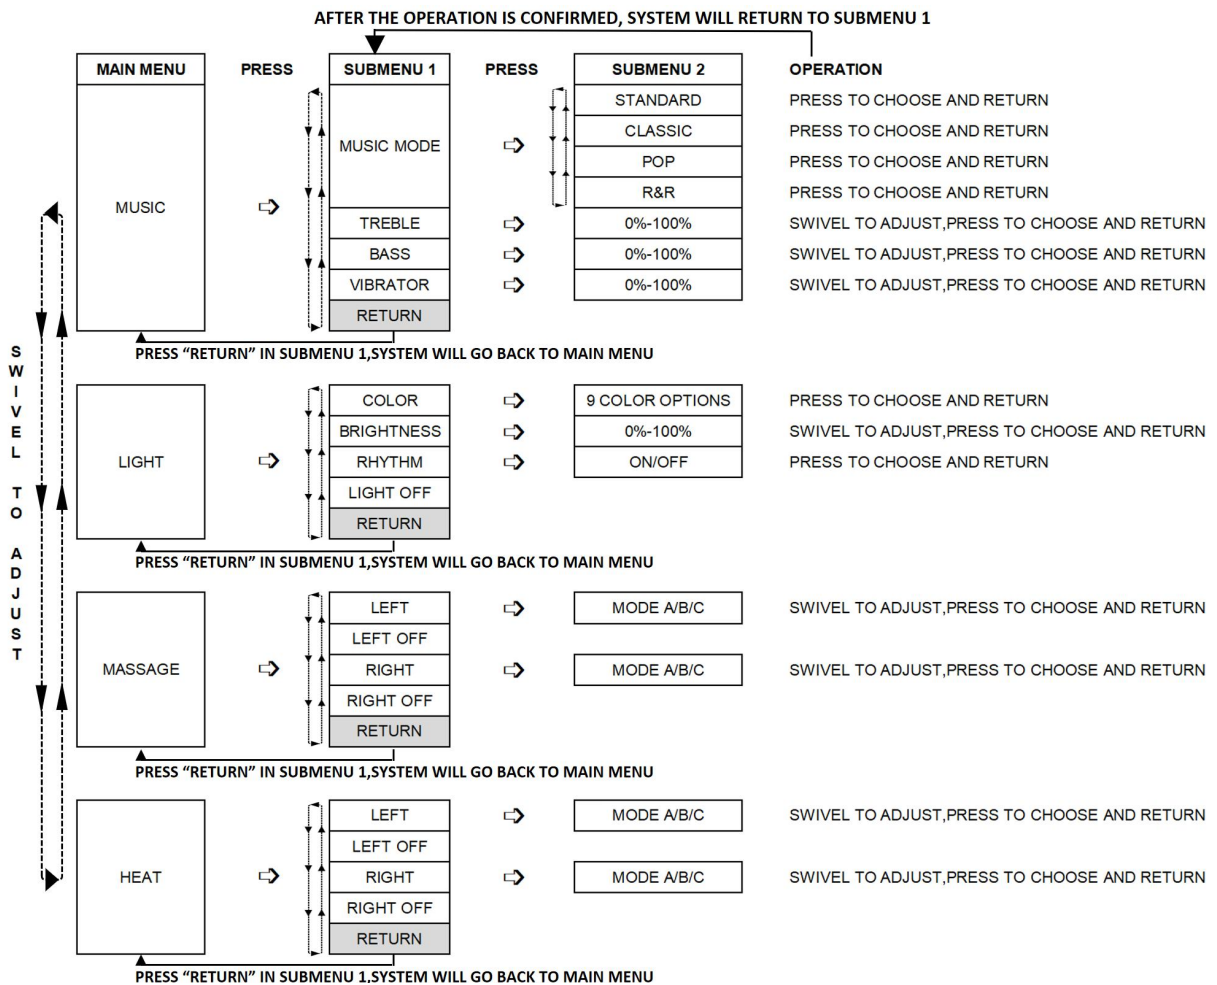 AFTER THE OPERATION IS CONFIRMED, SYSTEM WILL RETURN TO SUBMENU 1
MAIN MENU PRESS SUBMENU 1 PRESS SUBMENU 2 OPERATION
STANDARD PRESS TO CHOOSE AND RETURN
CLASSIC PRESS TO CHOOSE AND RETURN
MUSIC MODE
POP PRESS TO CHOOSE AND RETURN
R&R PRESS TO CHOOSE AND RETURN
MUSIC
TREBLE 0%-100% SWIVEL TO ADJUST,PRESS TO CHOOSE AND RETURN
BASS 0%-100% SWIVEL TO ADJUST,PRESS TO CHOOSE AND RETURN
VIBRATOR 0%-100% SWIVEL TO ADJUST,PRESS TO CHOOSE AND RETURN
RETURN
PRESS “RETURN” IN SUBMENU 1,SYSTEM WILL GO BACK TO MAIN MENU
SWIVEL TO ADJUST
COLOR 9 COLOR OPTIONS PRESS TO CHOOSE AND RETURN
BRIGHTNESS 0%-100% SWIVEL TO ADJUST,PRESS TO CHOOSE AND RETURN
LIGHT RHYTHM ON/OFF PRESS TO CHOOSE AND RETURN
LIGHT OFF
RETURN
PRESS “RETURN” IN SUBMENU 1,SYSTEM WILL GO BACK TO MAIN MENU
LEFT MODE A/B/C SWIVEL TO ADJUST,PRESS TO CHOOSE AND RETURN
LEFT OFF
MASSAGE RIGHT MODE A/B/C SWIVEL TO ADJUST,PRESS TO CHOOSE AND RETURN
RIGHT OFF
RETURN
PRESS “RETURN” IN SUBMENU 1,SYSTEM WILL GO BACK TO MAIN MENU
LEFT MODE A/B/C SWIVEL TO ADJUST,PRESS TO CHOOSE AND RETURN
LEFT OFF
HEAT RIGHT MODE A/B/C SWIVEL TO ADJUST,PRESS TO CHOOSE AND RETURN
RIGHT OFF
RETURN
PRESS “RETURN” IN SUBMENU 1,SYSTEM WILL GO BACK TO MAIN MENU